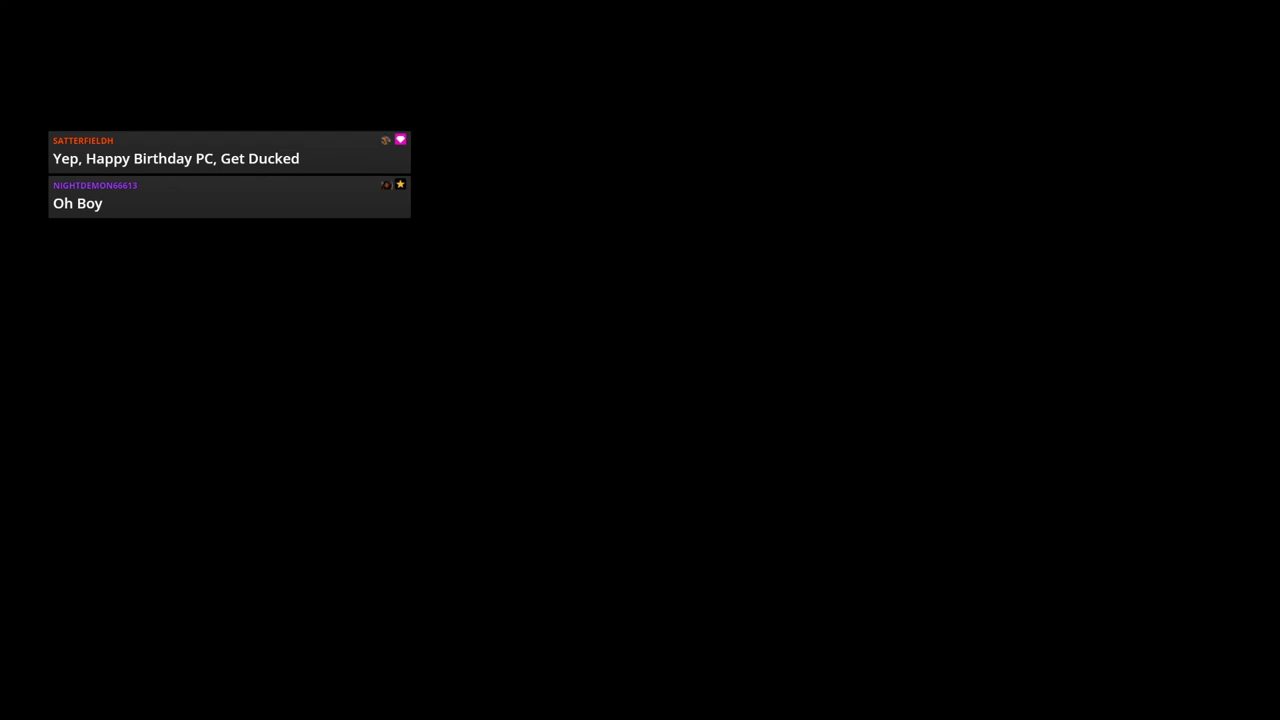 SATTERFIELDH
Yep, Happy Birthday PC, Get Ducked
NIGHTDEMON66613
Oh Boy